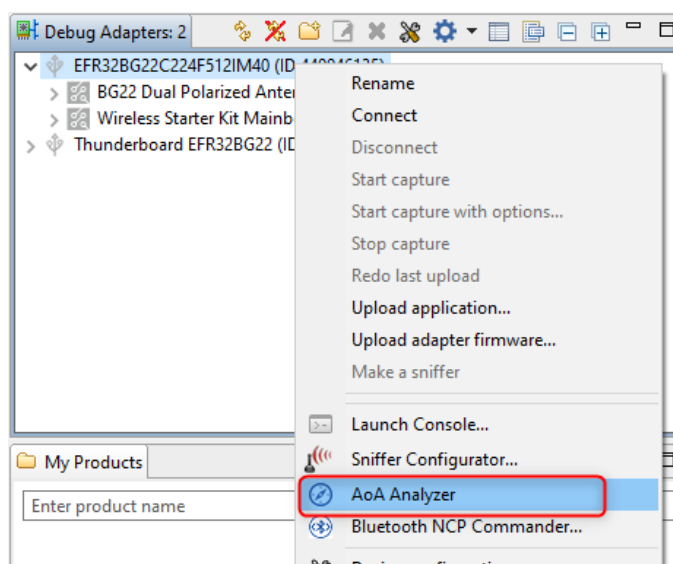 Debug Adapters: 2
EFR32BG22C224F512IM40 (ID
BG22 Dual Polarized Anter
Wireless Starter Kit Mainb
Thunderboard EFR32BG22 (ID
Rename
Connect
Disconnect
Start capture
Start capture with options...
Stop capture
Redo last upload
Upload application...
Upload adapter firmware...
Make a sniffer
Launch Console...
Sniffer Configurator...
AoA Analyzer
Bluetooth NCP Commander...
My Products
Enter product name